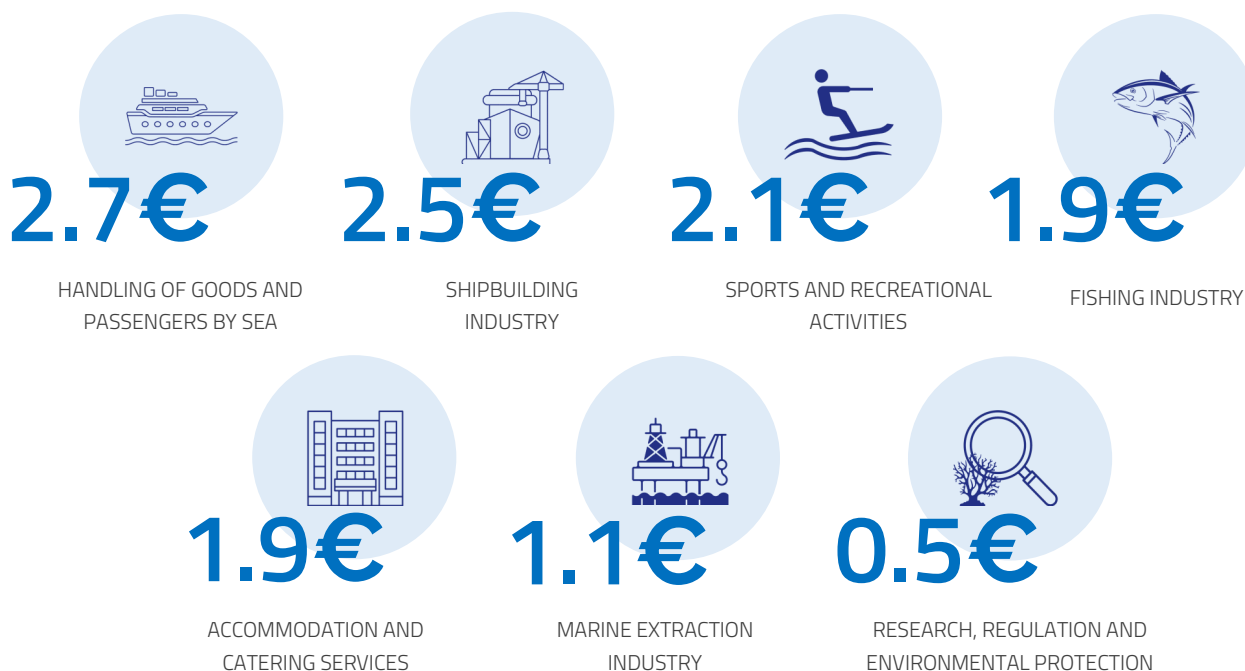 2.7€
2.5€
2.1€
1.9€
HANDLING OF GOODS AND
PASSENGERS BY SEA
SHIPBUILDING
INDUSTRY
SPORTS AND RECREATIONAL
ACTIVITIES
FISHING INDUSTRY
1.9€
1.1€
0.5€
ACCOMMODATION AND
CATERING SERVICES
MARINE EXTRACTION
INDUSTRY
RESEARCH, REGULATION AND
ENVIRONMENTAL PROTECTION